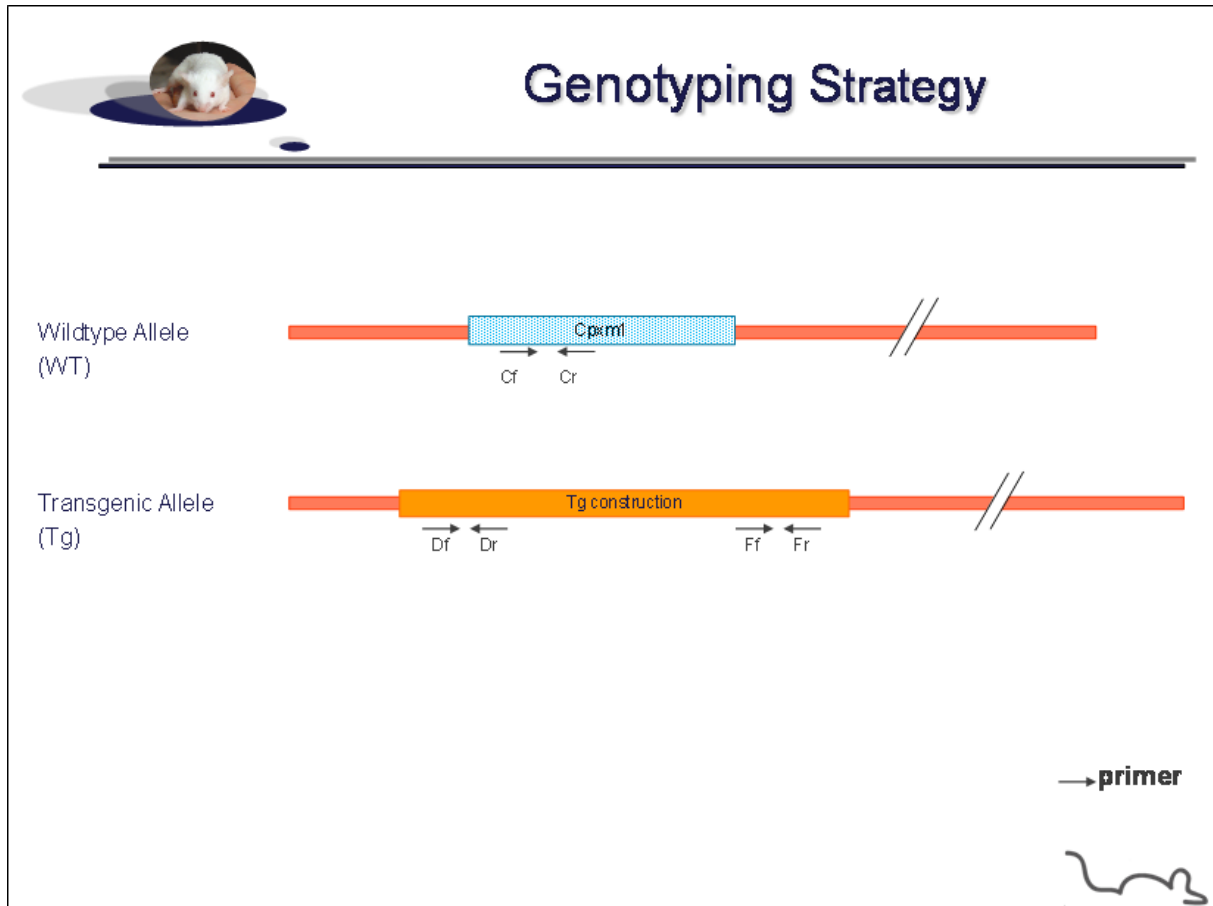 Genotyping Strategy
Wildtype Allele
(WT)
Cpxm1
Cf Cr
Transgenic Allele
(Tg)
Tg construction
Df Dr Ff Fr
primer